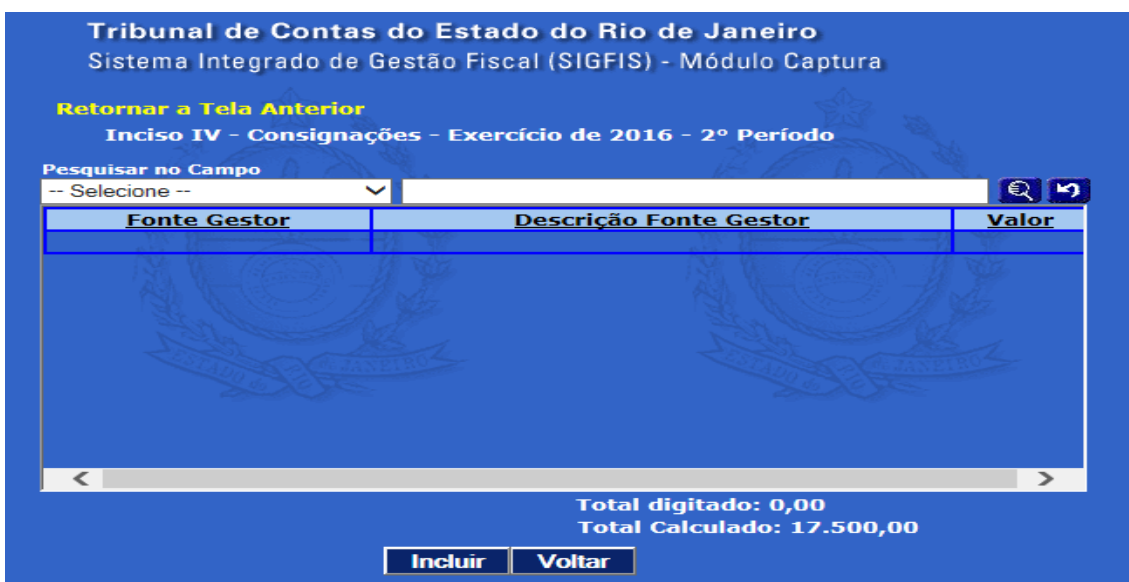 Tribunal de Contas do Estado do Rio de Janeiro
Sistema Integrado de Gestão Fiscal (SIGFIS) - Módulo Captura
Retornar a Tela Anterior
Inciso IV - Consignações - Exercício de 2016 - 2º Período
Pesquisar no Campo
-- Selecione --
Fonte Gestor Descrição Fonte Gestor Valor
Total digitado: 0,00
Total Calculado: 17.500,00
Incluir Voltar